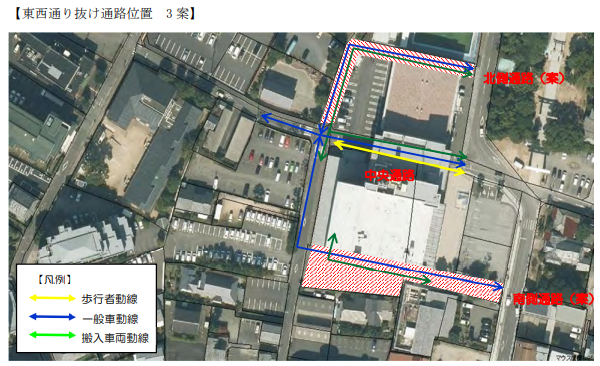 【東西通り抜け通路位置　3 案】
北側通路（案）
中央通路
南側通路（案）
【凡例】
歩行者動線
一般車動線
搬入車両動線